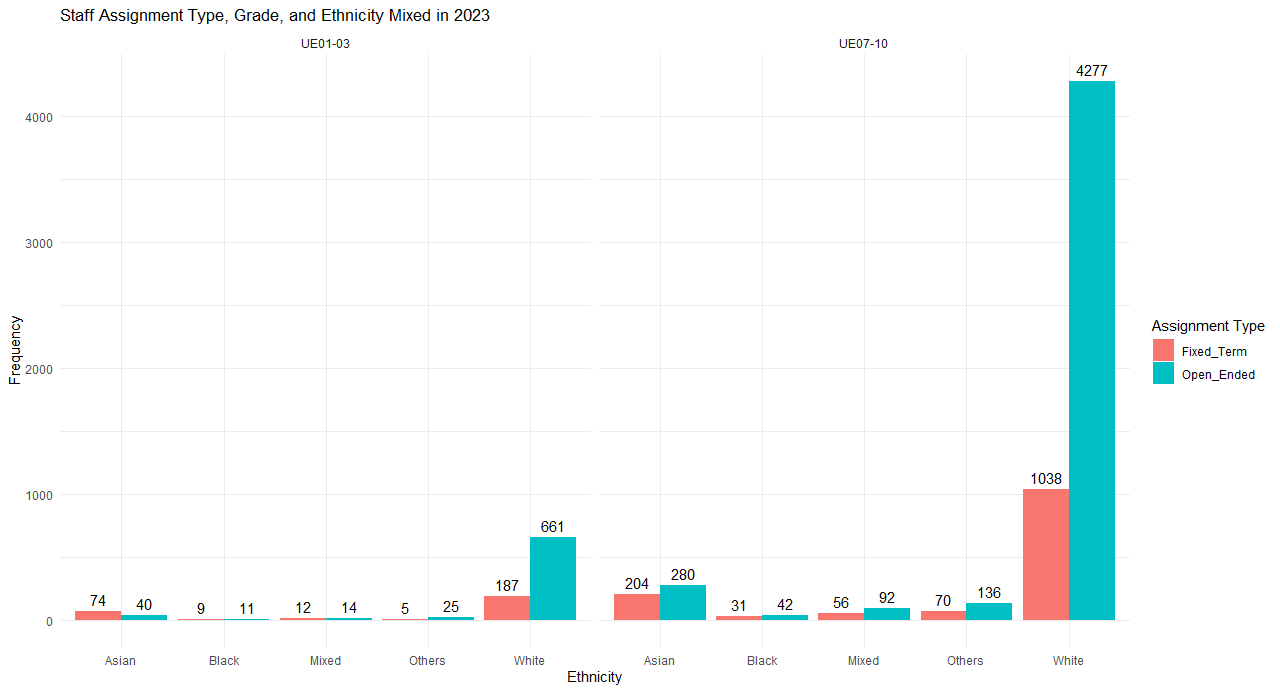 Staff Assignment Type, Grade, and Ethnicity Mixed in 2023
UE01-03
UE07-10
4277
4000
3000
2000
1038
1000
661
74
40
9
11
12
14
5
25
187
204
280
31
42
56
92
70
136
0
Frequency
Asian
Black
Mixed
Others
White
Asian
Black
Mixed
Others
White
Ethnicity
Assignment Type
Fixed_Term
Open_Ended